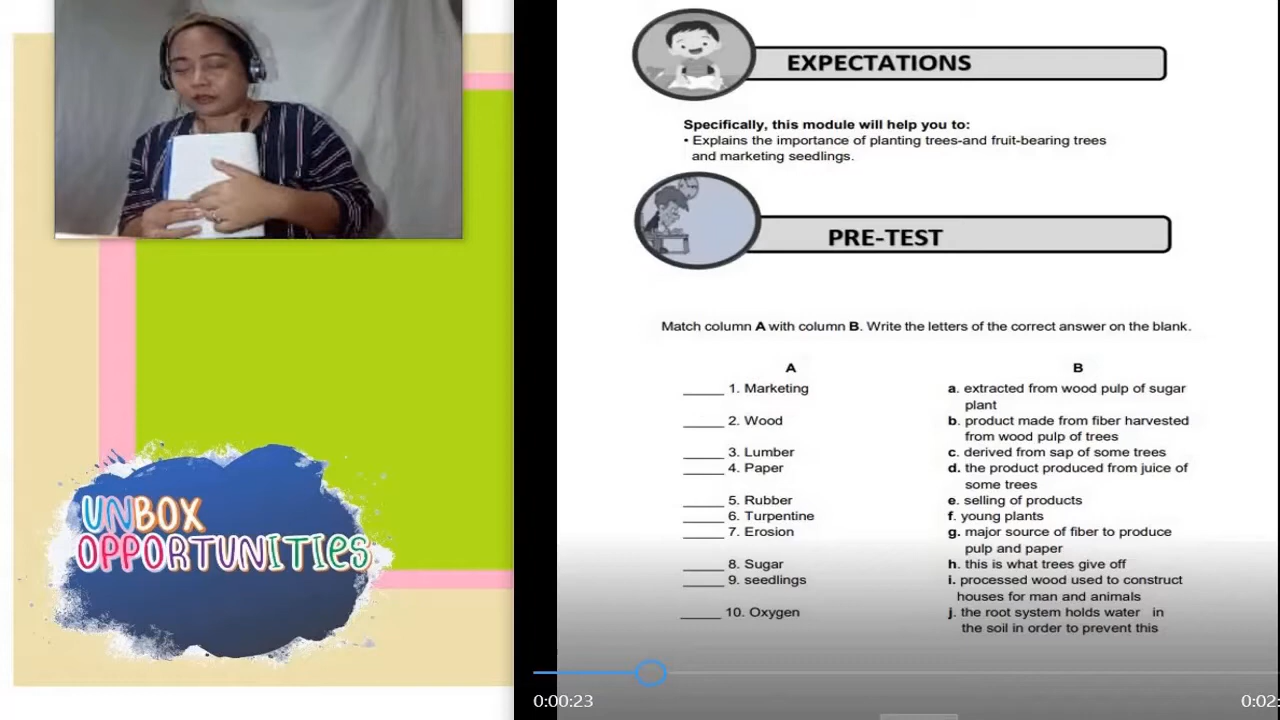 EXPECTATIONS
Specifically, this module will help you to:
• Explains the importance of planting trees-and fruit-bearing trees
and marketing seedlings.
PRE-TEST
Match column A with column B. Write the letters of the correct answer on the blank.
A
B
_____ 1. Marketing
a. extracted from wood pulp of sugar
plant
_____ 2. Wood
b. product made from fiber harvested
from wood pulp of trees
_____ 3. Lumber
c. derived from sap of some trees
_____ 4. Paper
d. the product produced from juice of
some trees
_____ 5. Rubber
e. selling of products
_____ 6. Turpentine
f. young plants
_____ 7. Erosion
g. major source of fiber to produce
pulp and paper
_____ 8. Sugar
h. this is what trees give off
_____ 9. seedlings
i. processed wood used to construct
houses for man and animals
_____ 10. Oxygen
j. the root system holds water in
the soil in order to prevent this
UNBOX
OPPORTUNITIES
0:00:23
0:02: